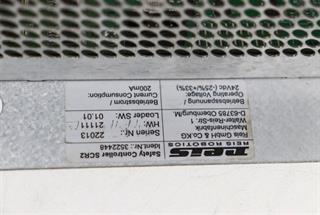 REIS
REIS ROBOTICS
Reis GmbH & Co.KG
Maschinenfabrik
Walter-Reis-Str. 1
D-63785 Obernburg/M.
Safety Controller SCR2
Ident.Nr.: 3522448
Serien Nr.: 22013
HW: 21111
Loader SW: 01.01
Betriebsspannung /
Operating Voltage:
24vdc (-25%/+33%)
Betriebsstrom /
Current Consumption:
200mA